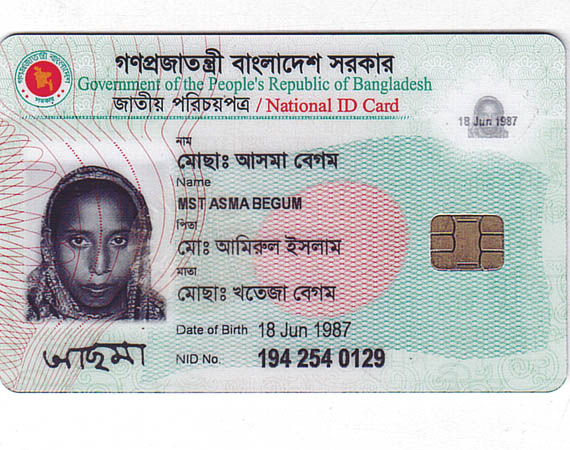 গণপ্রজাতন্ত্রী বাংলাদেশ সরকার
Government of the People's Republic of Bangladesh
জাতীয় পরিচয়পত্র / National ID Card
18 Jun 1987
নাম
মোছাঃ আসমা বেগম
Name
MST ASMA BEGUM
পিতা
মোঃ আমিরুল ইসলাম
মাতা
মোছাঃ খতেজা বেগম
Date of Birth 18 Jun 1987
NID No. 194 254 0129
আছমা